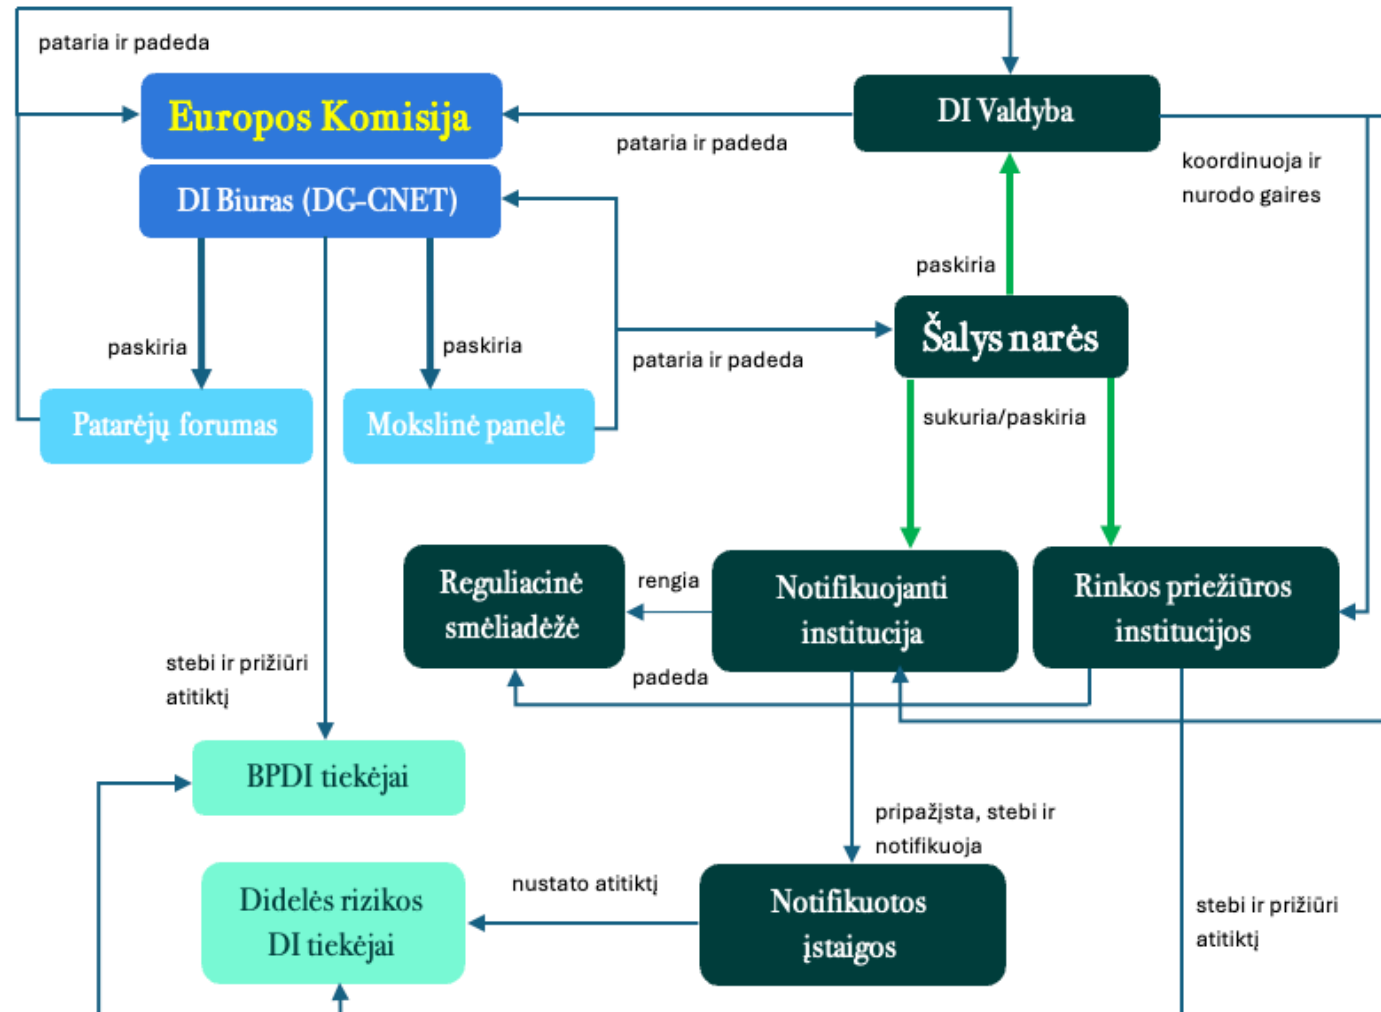 pataria ir padeda
Europos Komisija
DI Valdyba
pataria ir padeda
koordinuoja ir
nurodo gaires
DI Biuras (DG-CNET)
paskiria
Šalys narės
paskiria
paskiria
pataria ir padeda
Patarėjų forumas
Mokslinė panelė
sukuria/paskiria
Reguliacinė
smėliadėžė
rengia
Notifikuojanti
institucija
Rinkos priežiūros
institucijos
stebi ir prižiūri
atitiktį
padeda
BPDI tiekėjai
pripažįsta, stebi ir
notifikuoja
Didelės rizikos
DI tiekėjai
nustato atitiktį
Notifikuotos
įstaigos
stebi ir prižiūri
atitiktį